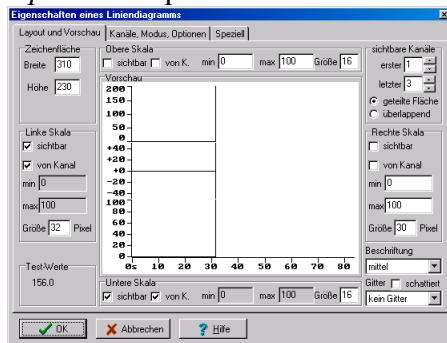 Eigenschaften eines Liniendiagramms
Layout und Vorschau Kanäle, Modus, Optionen Speziell
Zeichenfläche
Breite 310
Höhe 230
Obere Skala
sichtbar von K. min 0 max 100 Größe 16
sichtbare Kanäle
erster 1
letzter 3
geteilte Fläche
überlappend
Linke Skala
sichtbar
von Kanal
min 0
max 100
Größe 32 Pixel
Vorschau
200
150
100
50
0
+40
+20
+0
-20
-40
100
80
60
40
20
0
0s 10 20 30 40 50 60 70 80
Rechte Skala
sichtbar
von Kanal
min 0
max 100
Größe 30 Pixel
Test-Werte
156.0
Untere Skala
sichtbar von K. min 0 max 100 Größe 16
Beschriftung
mittel
Gitter schattiert
kein Gitter
OK Abbrechen Hilfe